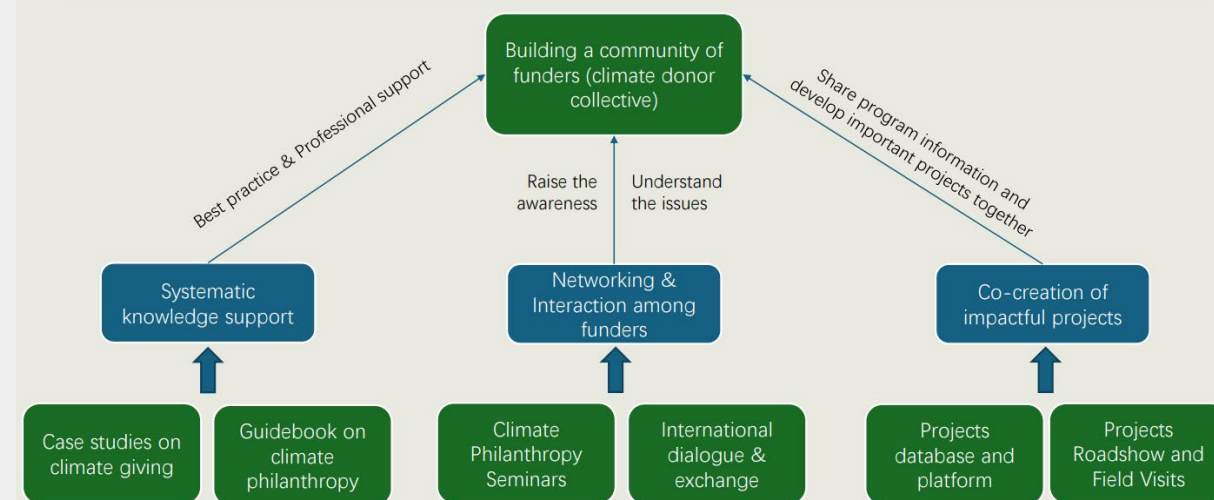 Building a community of
funders (climate donor
collective)
Best practice & Professional support
Raise the
awareness
Understand
the issues
Share program information and
develop important projects together
Systematic
knowledge support
Networking &
Interaction among
funders
Co-creation of
impactful projects
Case studies on
climate giving
Guidebook on
climate
philanthropy
Climate
Philanthropy
Seminars
International
dialogue &
exchange
Projects
database and
platform
Projects
Roadshow and
Field Visits